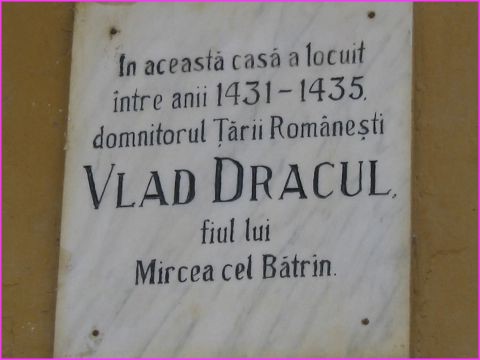 In această casă a locuit
între anii 1431-1435,
domnitorul Țării Românești
VLAD DRACUL,
fiul lui
Mircea cel Bătrîn.